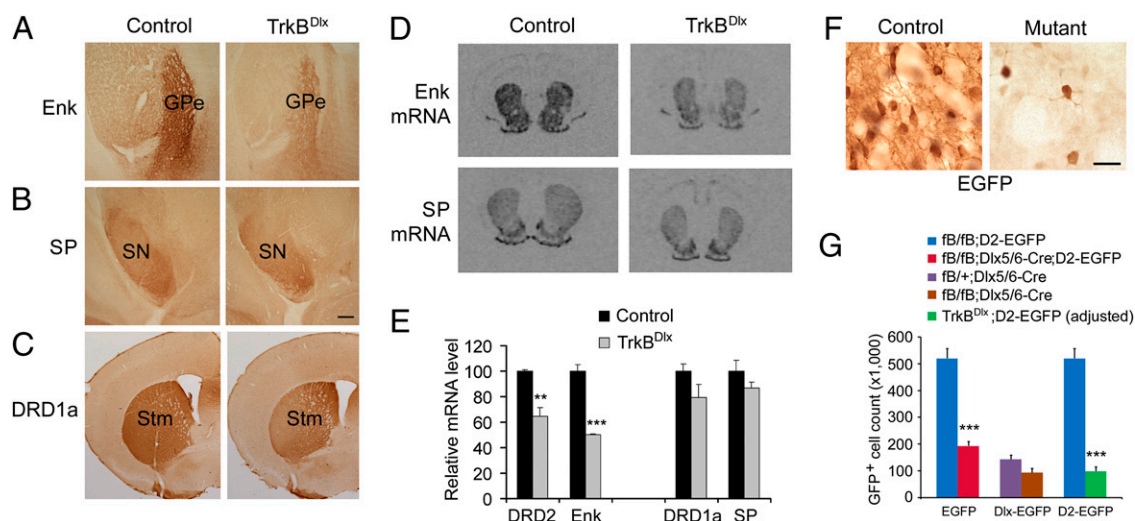 A
Control
TrkB^Dlx
Enk
GPe
GPe
B
SP
SN
SN
C
DRD1a
Stm
Stm
D
Control
TrkB^Dlx
Enk
mRNA
SP
mRNA
E
Control
TrkB^Dlx
Relative mRNA level
120
100
80
60
40
20
0
**
***
DRD2
Enk
DRD1a
SP
F
Control
Mutant
EGFP
G
fB/fB;D2-EGFP
fB/fB;Dlx5/6-Cre;D2-EGFP
fB/+;Dlx5/6-Cre
fB/fB;Dlx5/6-Cre
TrkB^Dlx;D2-EGFP (adjusted)
GFP+ cell count (x1,000)
600
500
400
300
200
100
0
***
***
EGFP
Dlx-EGFP
D2-EGFP